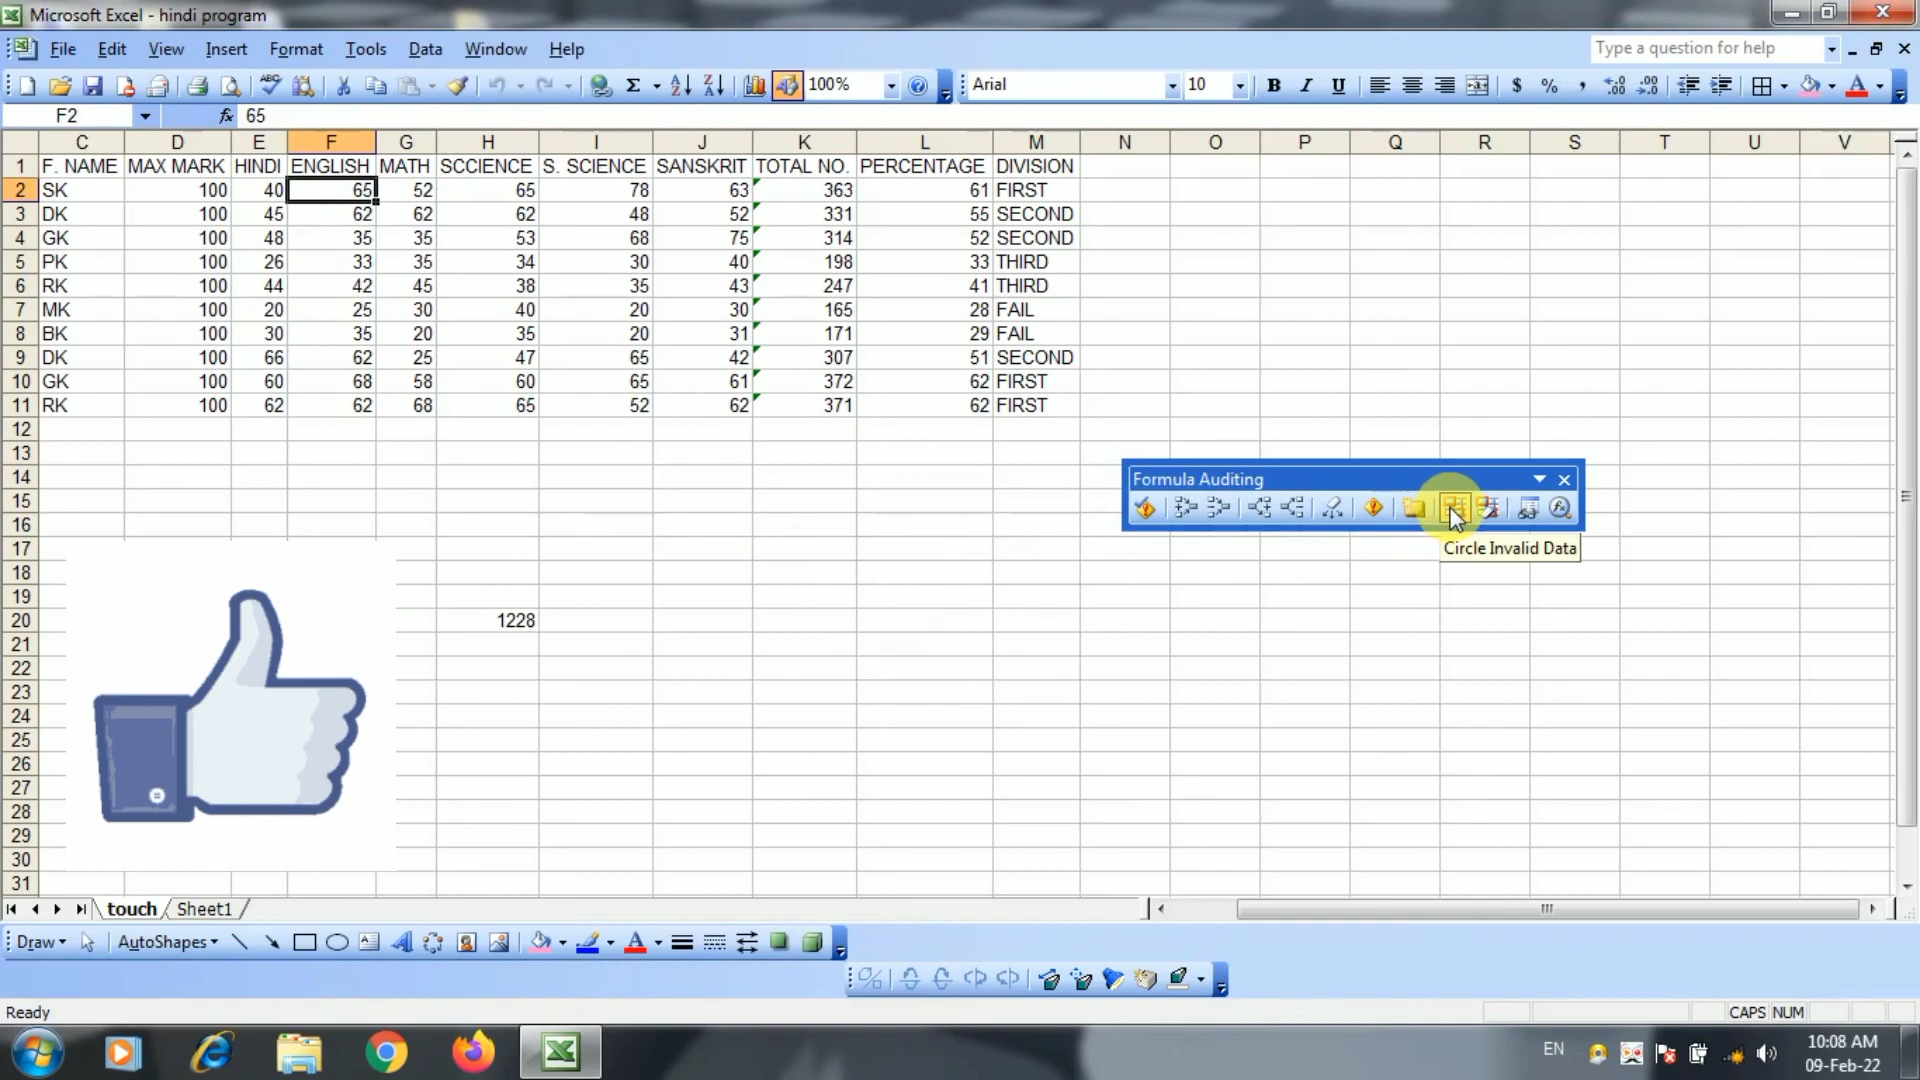 Microsoft Excel - hindi program
File Edit View Insert Format Tools Data Window Help Type a question for help
100% Arial 10 B I U $ % ,
F2 fx 65
C D E F G H I J K L M N O P Q R S T U V
1 F. NAME MAX MARK HINDI ENGLISH MATH SCCIENCE S. SCIENCE SANSKRIT TOTAL NO. PERCENTAGE DIVISION
2 SK 100 40 65 52 65 78 63 363 61 FIRST
3 DK 100 45 62 62 62 48 52 331 55 SECOND
4 GK 100 48 35 35 53 68 75 314 52 SECOND
5 PK 100 26 33 35 34 30 40 198 33 THIRD
6 RK 100 44 42 45 38 35 43 247 41 THIRD
7 MK 100 20 25 30 40 20 30 165 28 FAIL
8 BK 100 30 35 20 35 20 31 171 29 FAIL
9 DK 100 66 62 25 47 65 42 307 51 SECOND
10 GK 100 60 68 58 60 65 61 372 62 FIRST
11 RK 100 62 62 68 65 52 62 371 62 FIRST
12
13
14 Formula Auditing
15
16
17 Circle Invalid Data
18
19
20 1228
21
22
23
24
25
26
27
28
29
30
31
touch Sheet1
Draw AutoShapes
Ready CAPS NUM
EN 10:08 AM
09-Feb-22